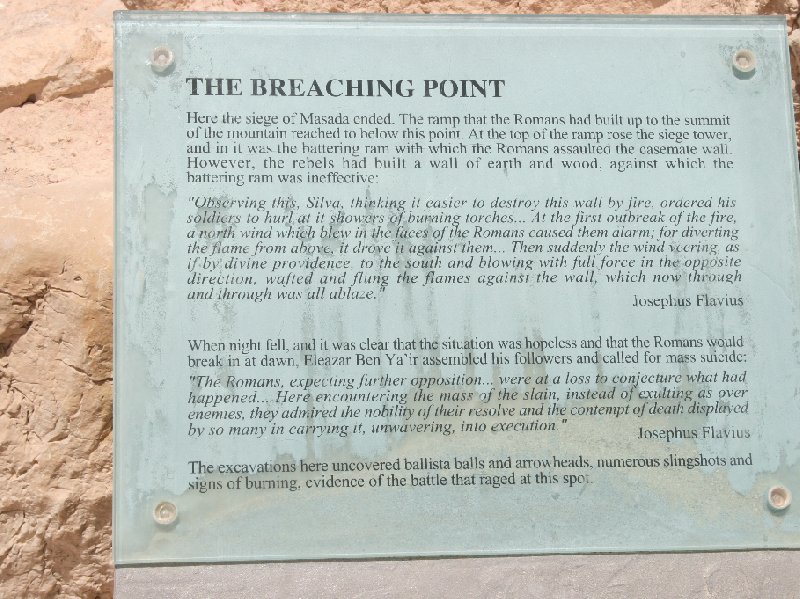 THE BREACHING POINT
Here the siege of Masada ended. The ramp that the Romans had built up to the summit
of the mountain reached to below this point. At the top of the ramp rose the siege tower,
and in it was the battering ram with which the Romans assaulted the casemate wall.
However, the rebels had built a wall of earth and wood, against which the
battering ram was ineffective:
"Observing this, Silva, thinking it easier to destroy this wall by fire, ordered his
soldiers to hurl at it showers of burning torches... At the first outbreak of the fire,
a north wind which blew in the faces of the Romans caused them alarm; for diverting
the flame from above, it drove it against them... Then suddenly the wind veering, as
if by divine providence, to the south and blowing with full force in the opposite
direction, wafted and flung the flames against the wall, which now through
and through was all ablaze."
Josephus Flavius
When night fell, and it was clear that the situation was hopeless and that the Romans would
break in at dawn, Eleazar Ben Ya'ir assembled his followers and called for mass suicide:
"The Romans, expecting further opposition... were at a loss to conjecture what had
happened... Here encountering the mass of the slain, instead of exulting as over
enemies, they admired the nobility of their resolve and the contempt of death displayed
by so many in carrying it, unwavering, into execution."
Josephus Flavius
The excavations here uncovered ballista balls and arrowheads, numerous slingshots and
signs of burning, evidence of the battle that raged at this spot.